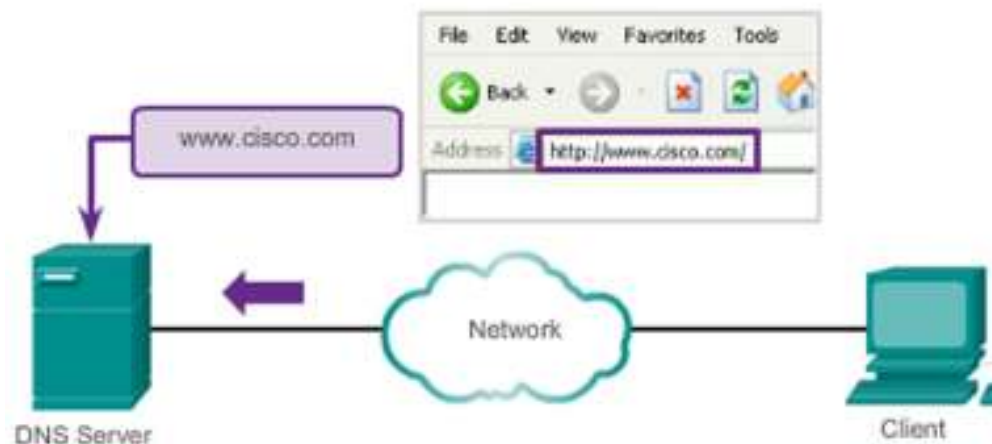 File Edit View Favorites Tools
Back
www.cisco.com
Address http://www.cisco.com/
Network
DNS Server
Client